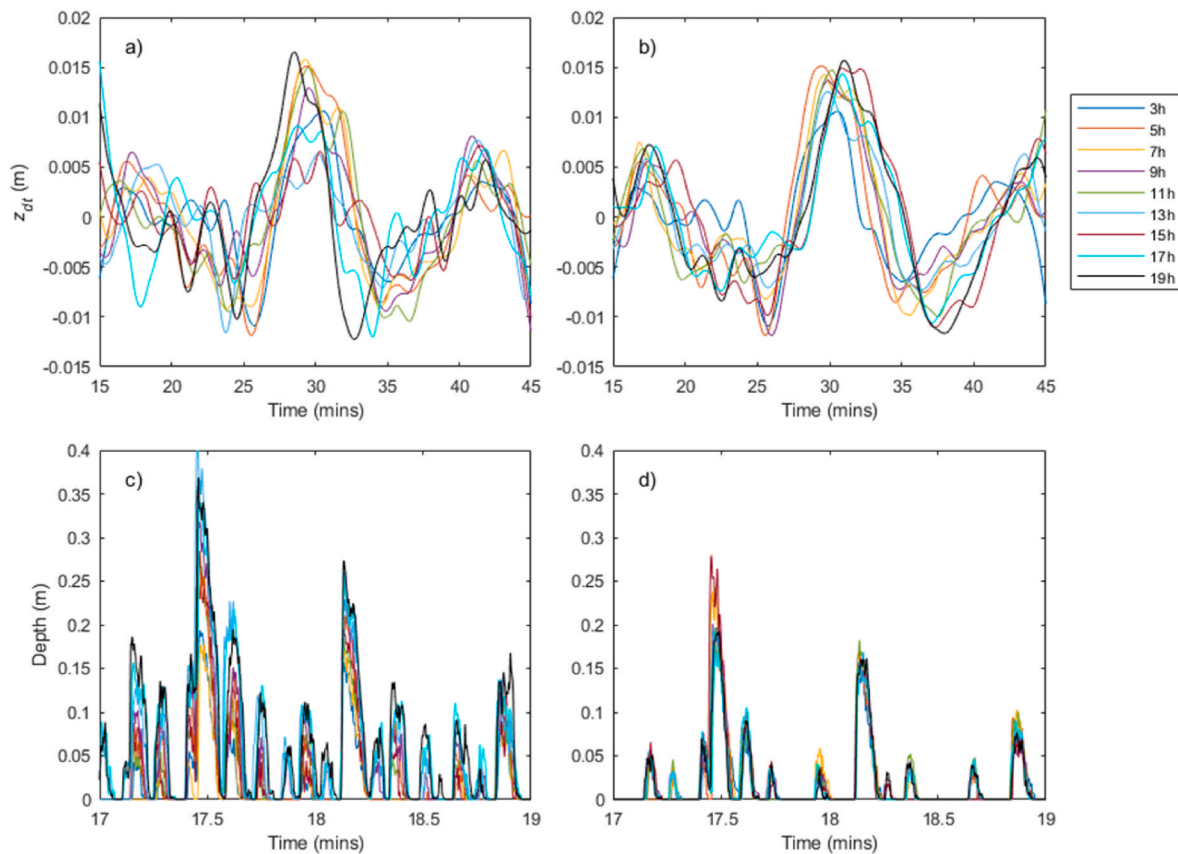 a)
0.02
0.015
0.01
0.005
0
-0.005
-0.01
-0.015
z_dt (m)
15 20 25 30 35 40 45
Time (mins)
b)
0.02
0.015
0.01
0.005
0
-0.005
-0.01
-0.015
15 20 25 30 35 40 45
Time (mins)
3h
5h
7h
9h
11h
13h
15h
17h
19h
c)
0.4
0.35
0.3
0.25
0.2
0.15
0.1
0.05
0
Depth (m)
17 17.5 18 18.5 19
Time (mins)
d)
0.4
0.35
0.3
0.25
0.2
0.15
0.1
0.05
0
17 17.5 18 18.5 19
Time (mins)